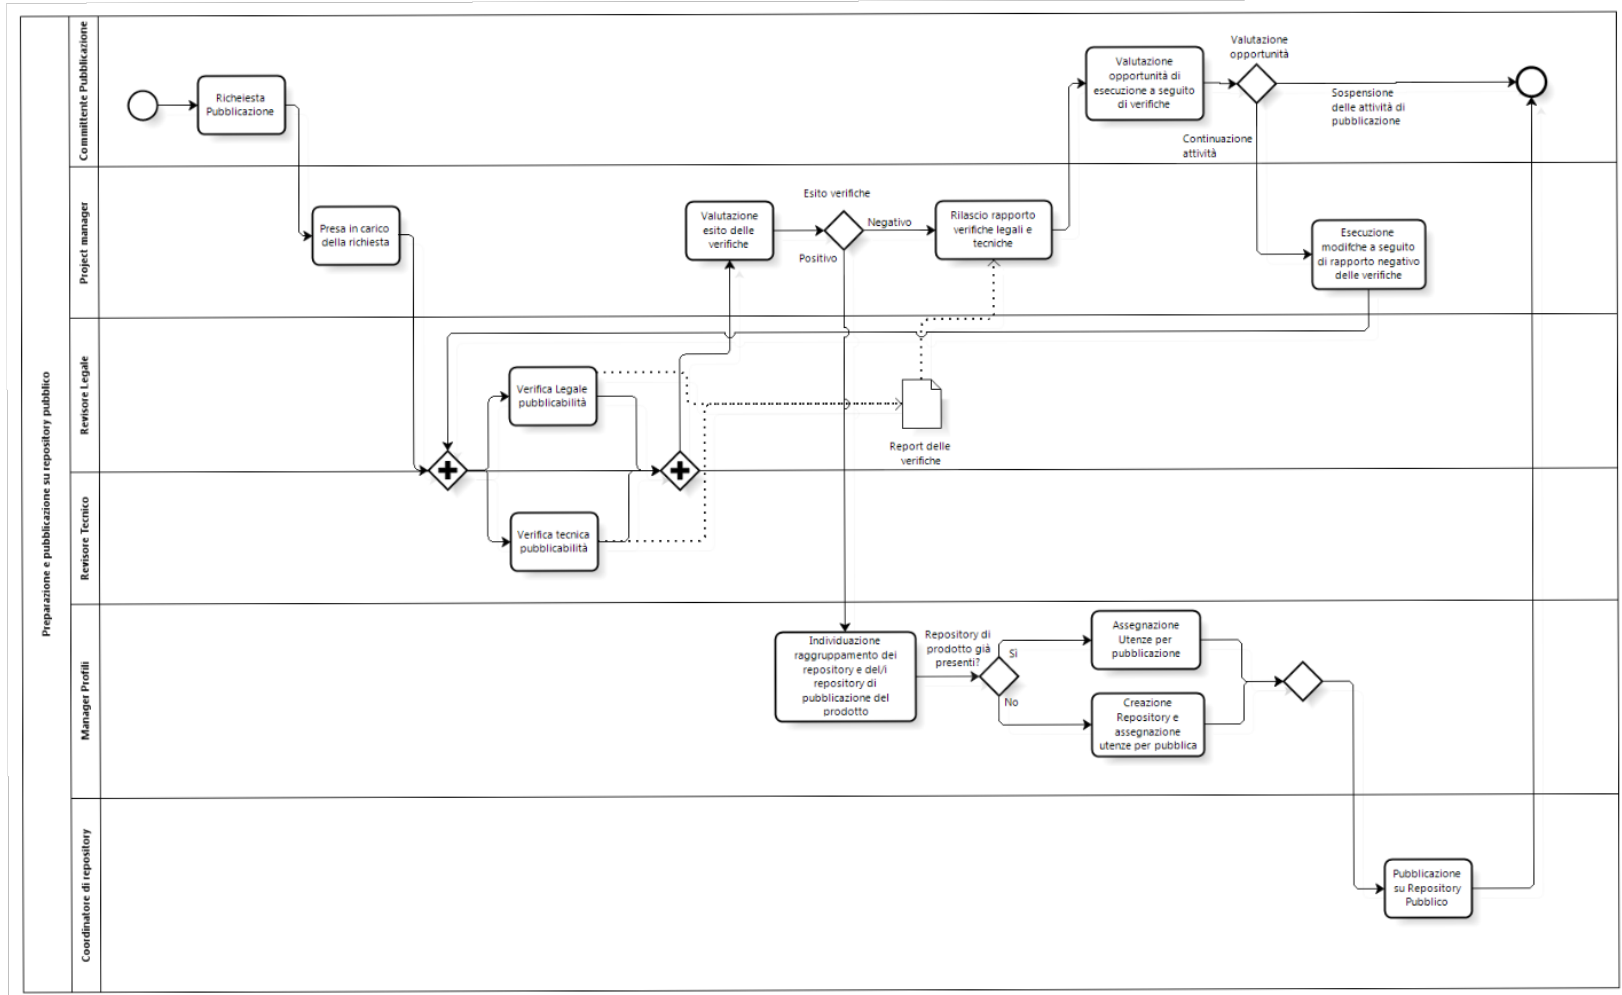 Preparazione e pubblicazione su repository pubblico
Committente Pubblicazione
Richeiesta
Pubblicazione
Valutazione
opportunità di
esecuzione a seguito
di verifiche
Valutazione
opportunità
Sospensione
delle attività di
pubblicazione
Continuazione
attività
Project manager
Presa in carico
della richiesta
Valutazione
esito delle
verifiche
Esito verifiche
Negativo
Positivo
Rilascio rapporto
verifiche legali e
tecniche
Esecuzione
modifche a seguito
di rapporto negativo
delle verifiche
Revisore Legale
Verifica Legale
pubblicabilità
Report delle
verifiche
Revisore Tecnico
Verifica tecnica
pubblicabilità
Manager Profili
Individuazione
raggruppamento dei
repository e del/i
repository di
pubblicazione del
prodotto
Repository di
prodotto già
presenti?
Sì
No
Assegnazione
Utenze per
pubblicazione
Creazione
Repository e
assegnazione
utenze per pubblica
Coordinatore di repository
Pubblicazione
su Repository
Pubblico